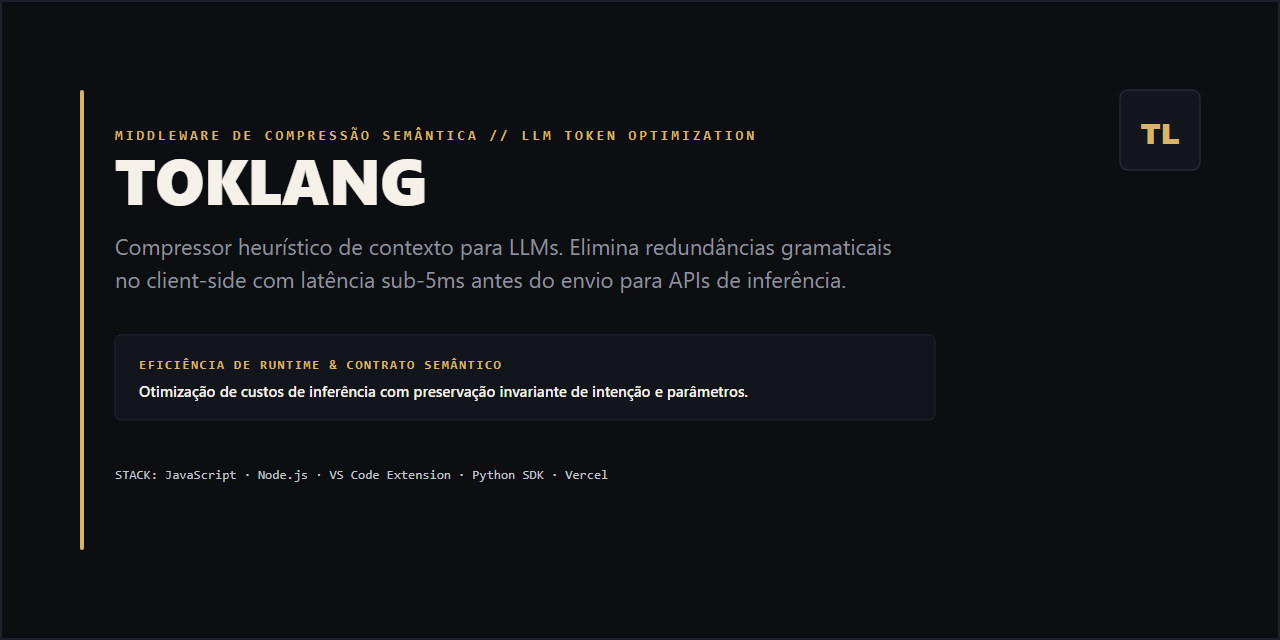 MIDDLEWARE DE COMPRESSÃO SEMÂNTICA // LLM TOKEN OPTIMIZATION
TL
TOKLANG
Compressor heurístico de contexto para LLMs. Elimina redundâncias gramaticais
no client-side com latência sub-5ms antes do envio para APIs de inferência.
EFICIÊNCIA DE RUNTIME & CONTRATO SEMÂNTICO
Otimização de custos de inferência com preservação invariante de intenção e parâmetros.
STACK: JavaScript · Node.js · VS Code Extension · Python SDK · Vercel